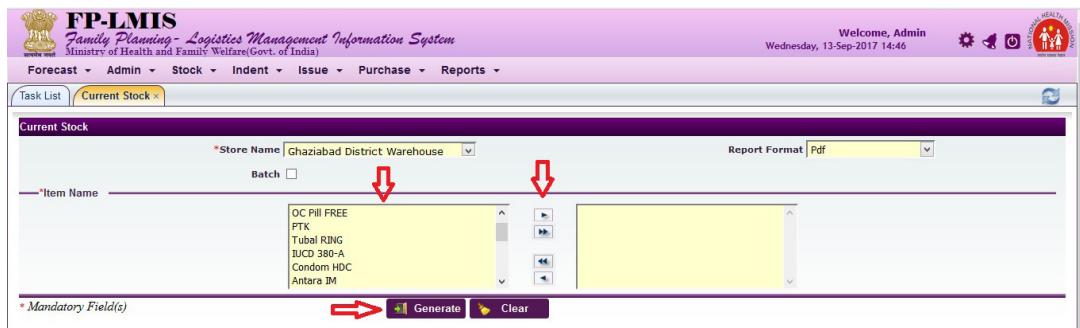 FP-LMIS
Family Planning - Logistics Management Information System
Ministry of Health and Family Welfare(Govt. of India)
Welcome, Admin
Wednesday, 13-Sep-2017 14:46
Forecast Admin Stock Indent Issue Purchase Reports
Task List Current Stock ×
Current Stock
*Store Name Ghaziabad District Warehouse Report Format Pdf
Batch
*Item Name
OC Pill FREE
PTK
Tubal RING
IUCD 380-A
Condom HDC
Antara IM
* Mandatory Field(s) Generate Clear